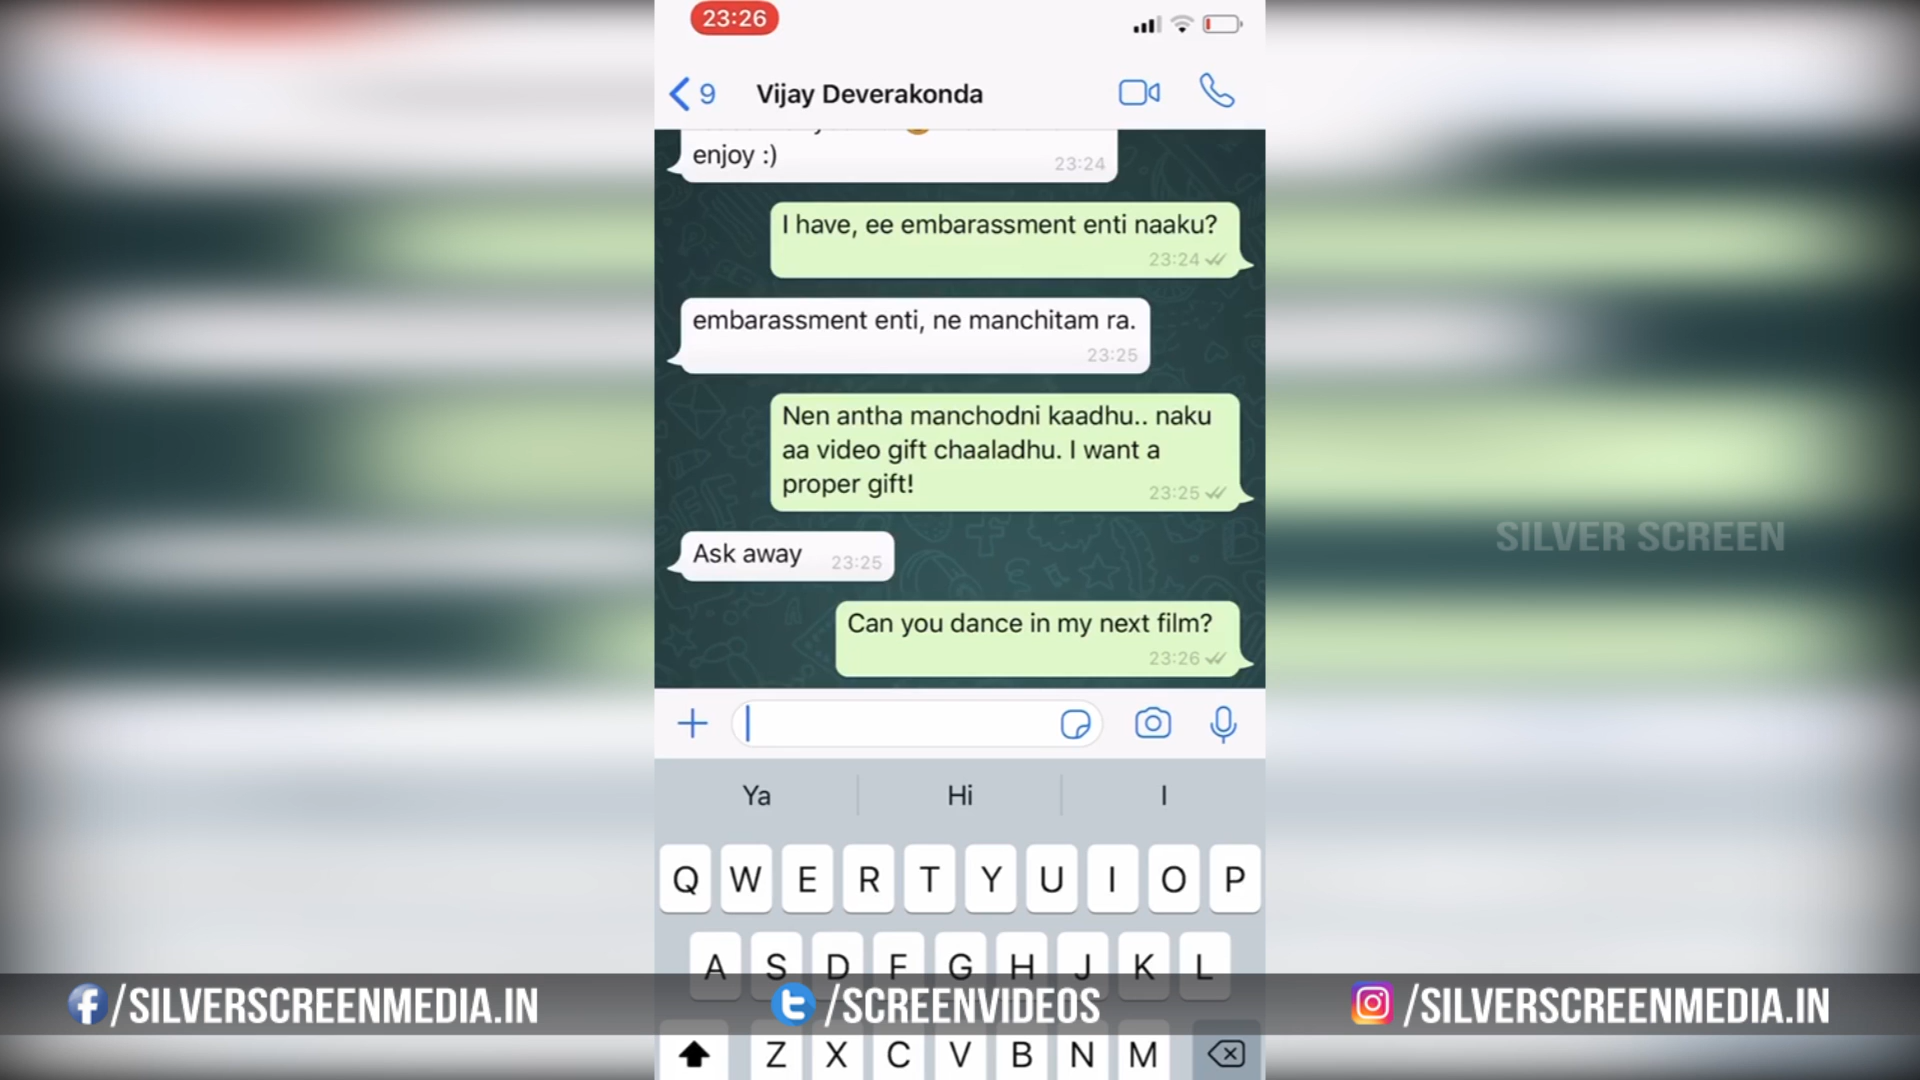 23:26
9
Vijay Deverakonda
enjoy :)
23:24
I have, ee embarassment enti naaku?
23:24
embarassment enti, ne manchitam ra.
23:25
Nen antha manchodni kaadhu.. naku
aa video gift chaaladhu. I want a
proper gift!
23:25
Ask away
23:25
SILVER SCREEN
Can you dance in my next film?
23:26
Ya
Hi
I
Q W E R T Y U I O P
A S D F G H J K L
f /SILVERSCREENMEDIA.IN
/SCREENVIDEOS
/SILVERSCREENMEDIA.IN
Z X C V B N M